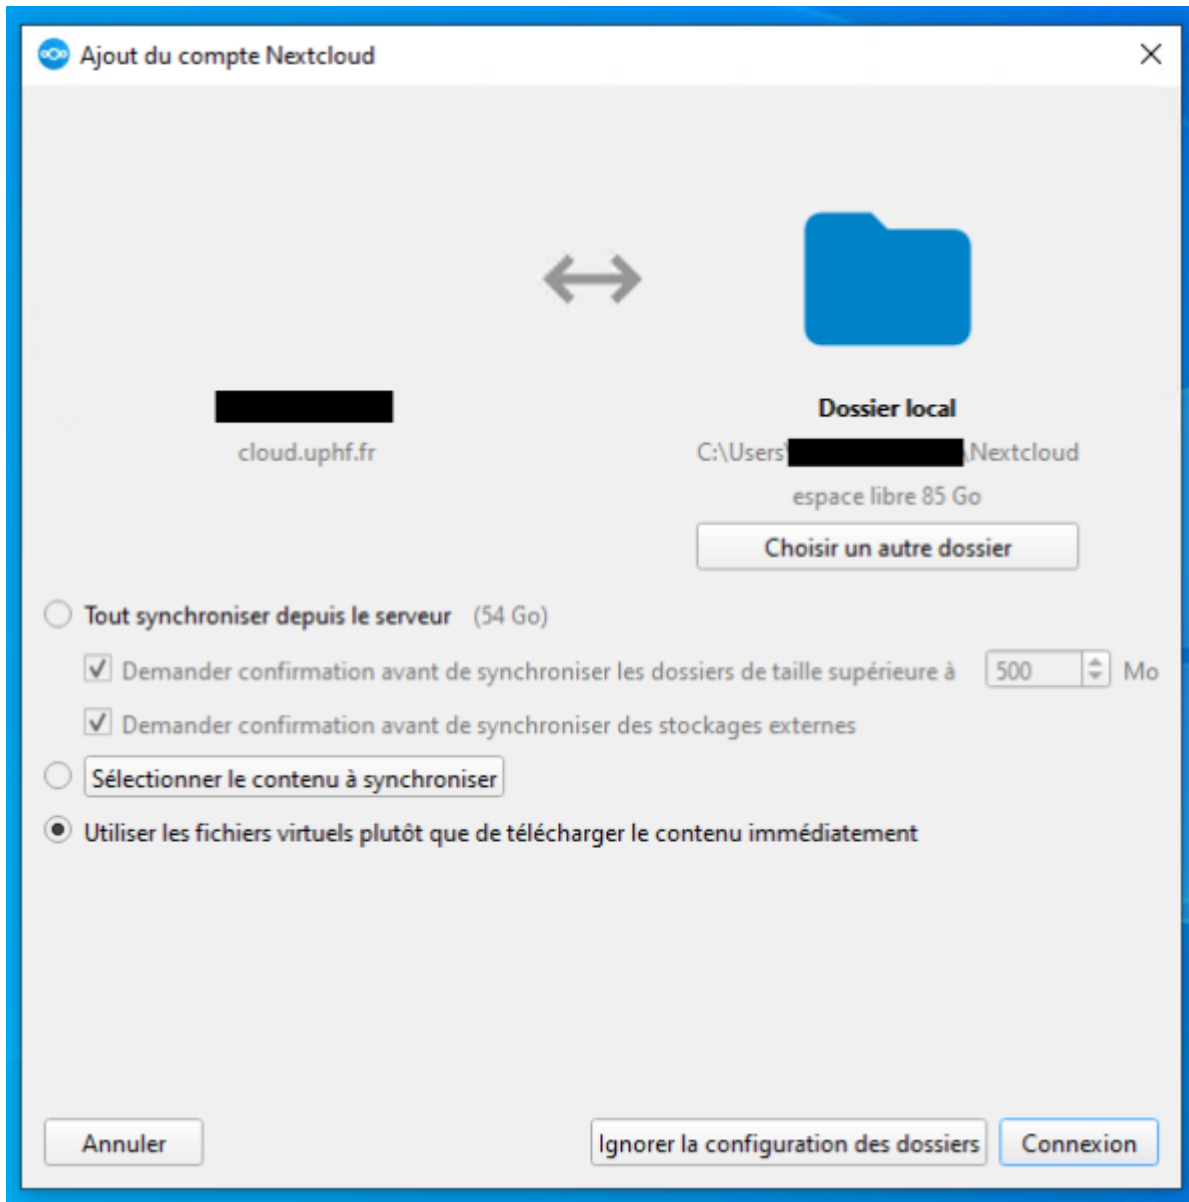 Ajout du compte Nextcloud
cloud.uphf.fr
Dossier local
C:\Users\ \Nextcloud
espace libre 85 Go
Choisir un autre dossier
Tout synchroniser depuis le serveur (54 Go)
Demander confirmation avant de synchroniser les dossiers de taille supérieure à 500 Mo
Demander confirmation avant de synchroniser des stockages externes
Sélectionner le contenu à synchroniser
Utiliser les fichiers virtuels plutôt que de télécharger le contenu immédiatement
Annuler
Ignorer la configuration des dossiers
Connexion